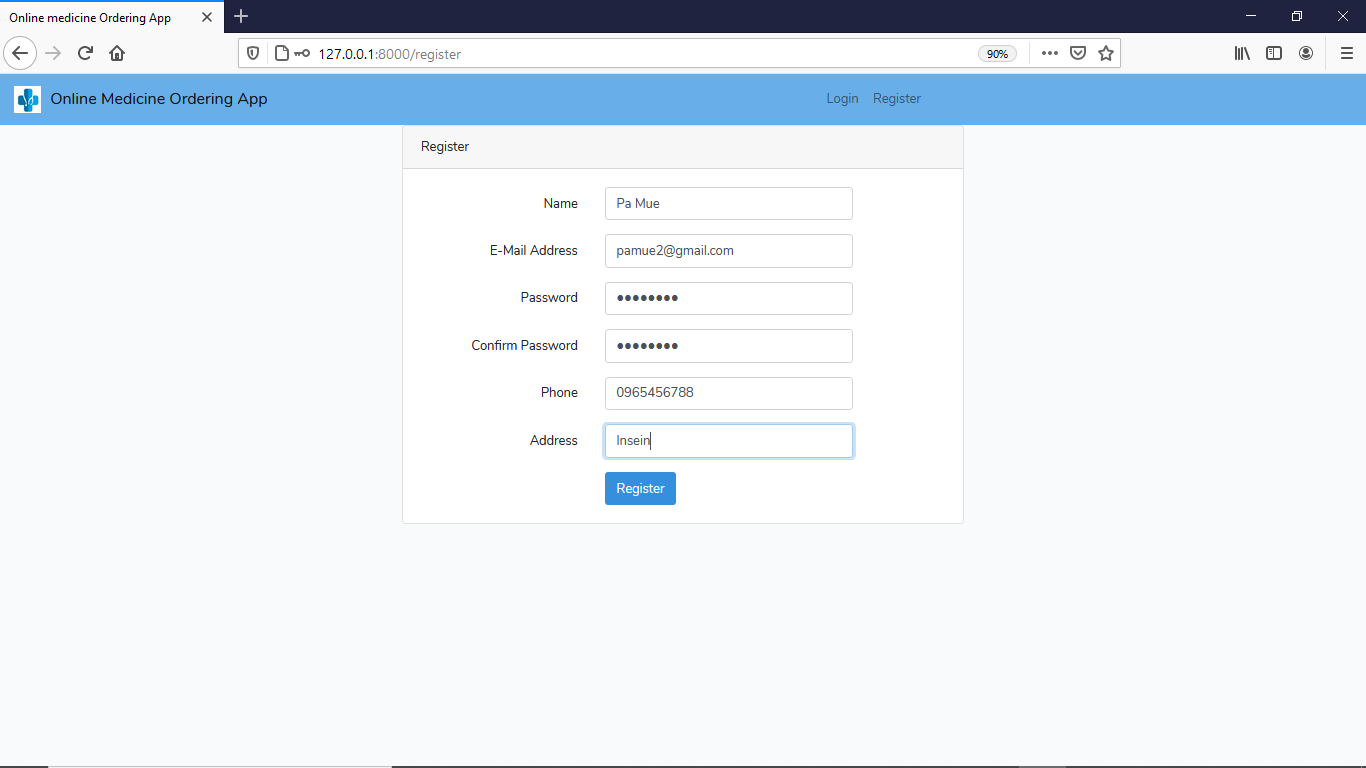 Online medicine Ordering App
127.0.0.1:8000/register
90%
Online Medicine Ordering App
Login Register
Register
Name Pa Mue
E-Mail Address pamue2@gmail.com
Password ●●●●●●●●
Confirm Password ●●●●●●●●
Phone 0965456788
Address Insein
Register